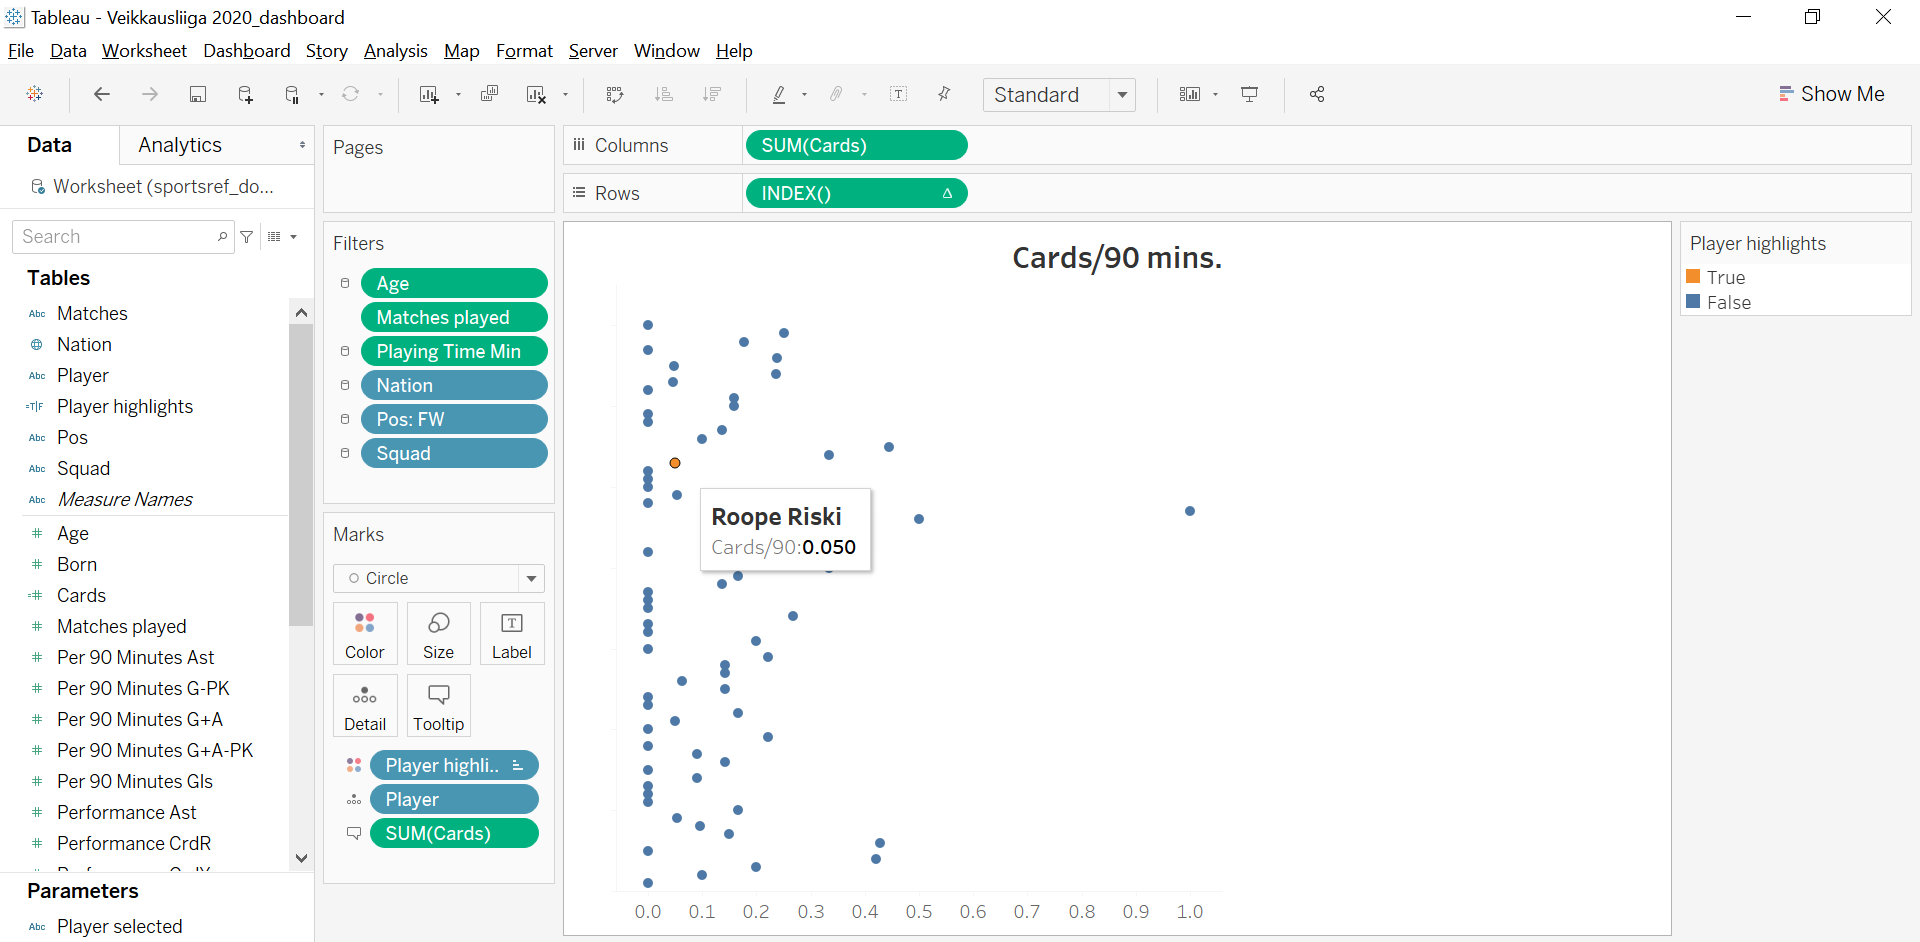 Tableau - Veikkausliiga 2020_dashboard
File Data Worksheet Dashboard Story Analysis Map Format Server Window Help
Standard
Show Me
Data
Analytics
Worksheet (sportsref_do...
Search
Tables
Abc Matches
Nation
Abc Player
=T|F Player highlights
Abc Pos
Abc Squad
Abc Measure Names
# Age
# Born
=# Cards
# Matches played
# Per 90 Minutes Ast
# Per 90 Minutes G-PK
# Per 90 Minutes G+A
# Per 90 Minutes G+A-PK
# Per 90 Minutes Gls
# Performance Ast
# Performance CrdR
Parameters
Abc Player selected
Pages
Filters
Age
Matches played
Playing Time Min
Nation
Pos: FW
Squad
Marks
Circle
Color
Size
Label
Detail
Tooltip
Player highli..
Player
SUM(Cards)
Columns
SUM(Cards)
Rows
INDEX()
Cards/90 mins.
Roope Riski
Cards/90:0.050
0.0 0.1 0.2 0.3 0.4 0.5 0.6 0.7 0.8 0.9 1.0
Player highlights
True
False